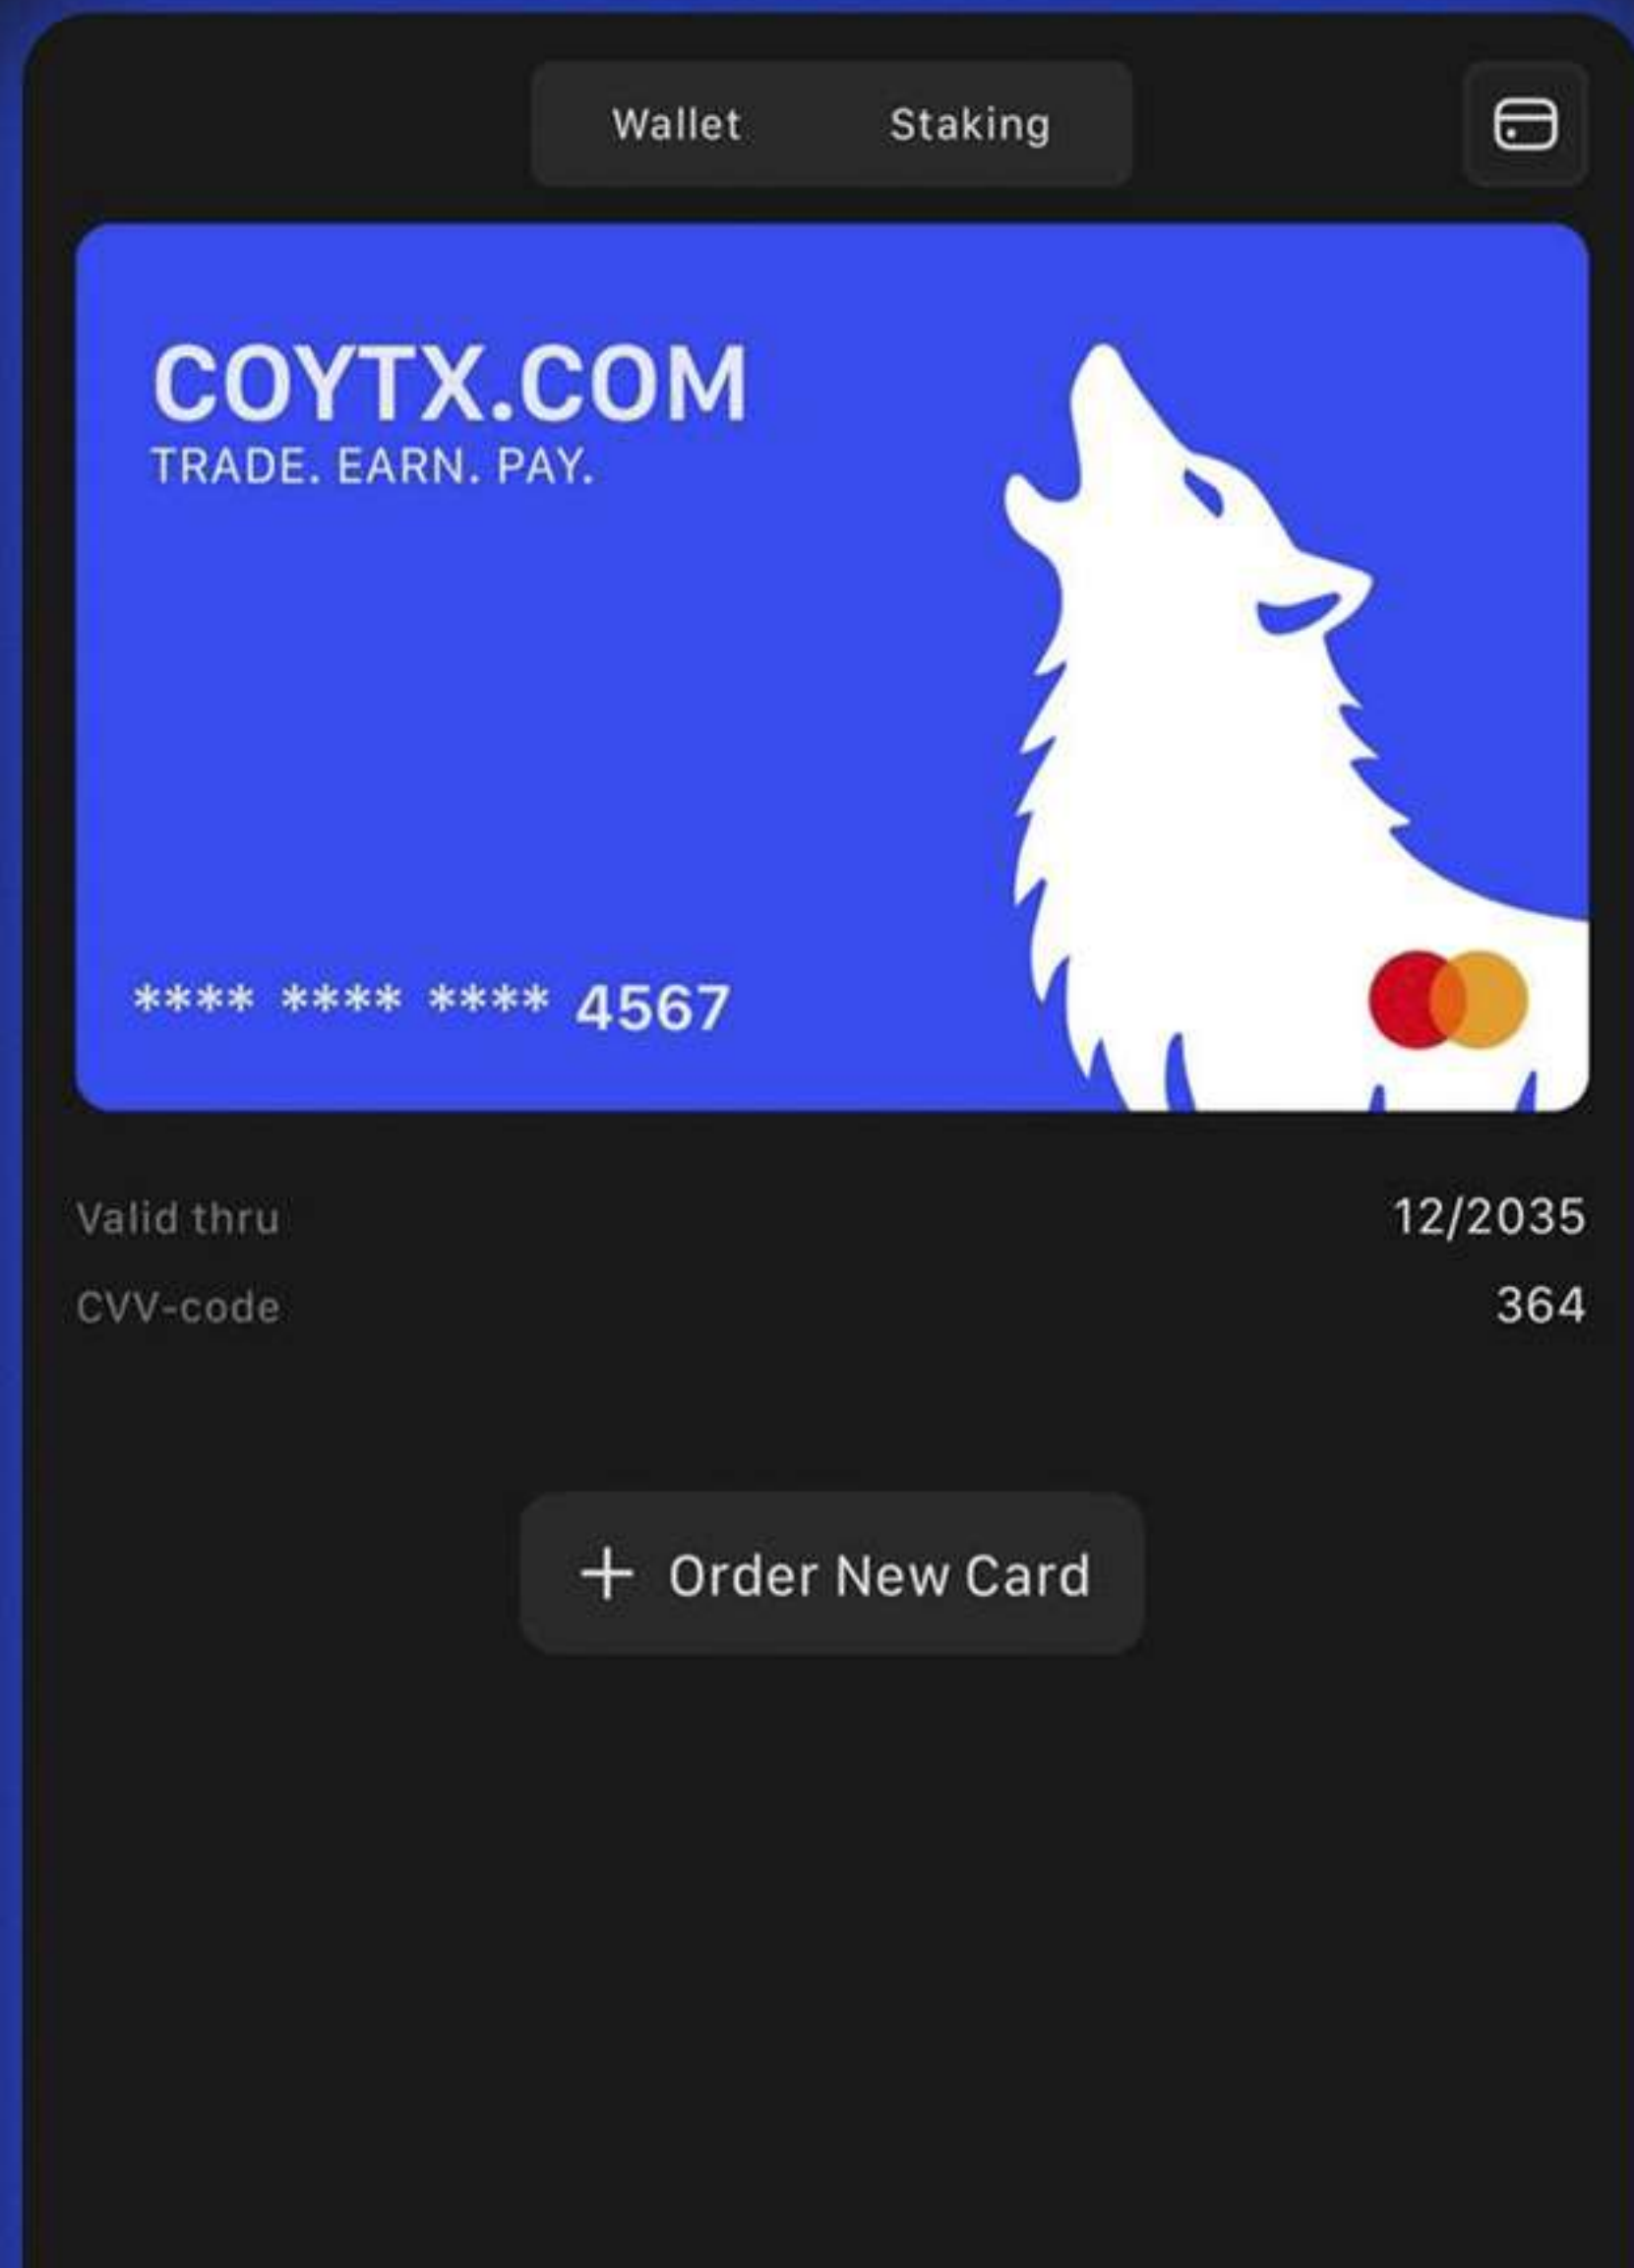 Wallet Staking
COYTX.COM
TRADE. EARN. PAY.
**** **** **** 4567
Valid thru 12/2035
CVV-code 364
+ Order New Card